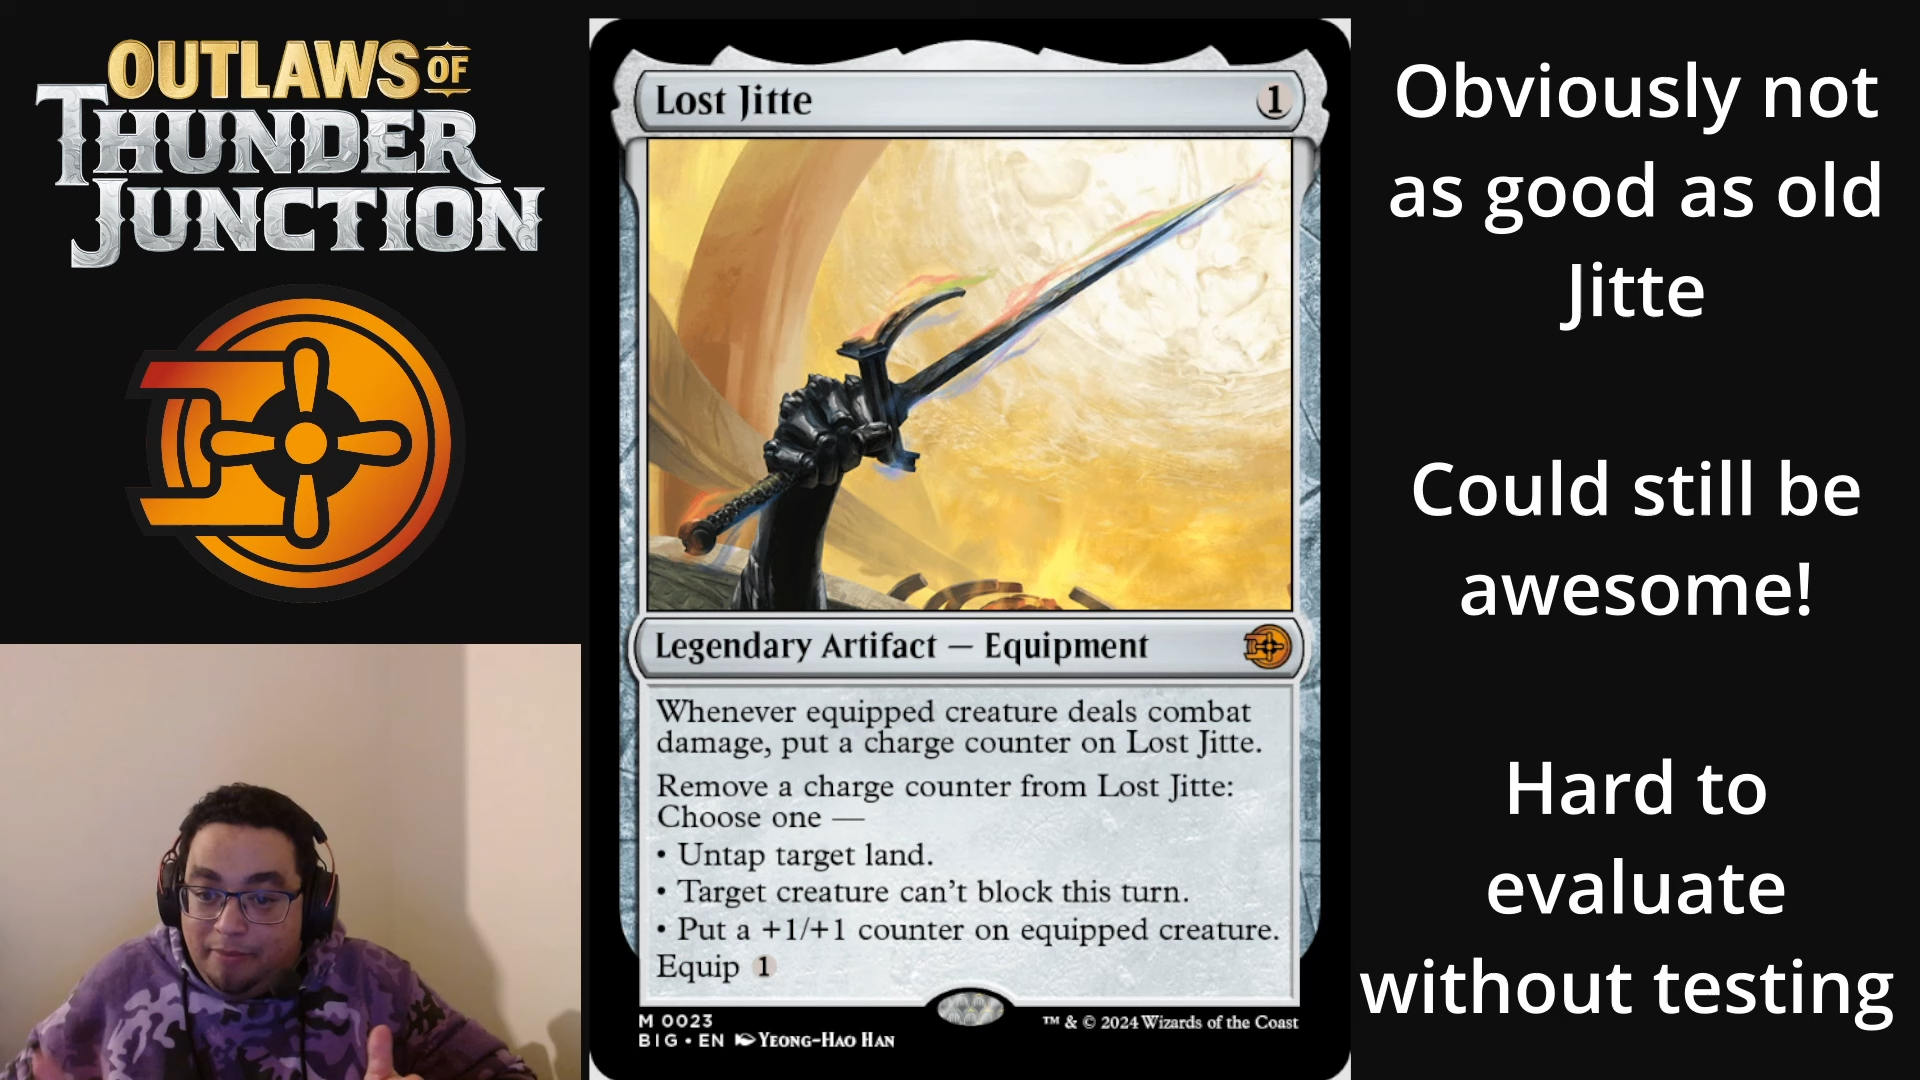 OUTLAWS OF
THUNDER
JUNCTION
Lost Jitte
1
Legendary Artifact — Equipment
Whenever equipped creature deals combat
damage, put a charge counter on Lost Jitte.
Remove a charge counter from Lost Jitte:
Choose one —
• Untap target land.
• Target creature can't block this turn.
• Put a +1/+1 counter on equipped creature.
Equip 1
M 0023
BIG • EN Yeong-Hao Han
™ & © 2024 Wizards of the Coast
Obviously not
as good as old
Jitte
Could still be
awesome!
Hard to
evaluate
without testing